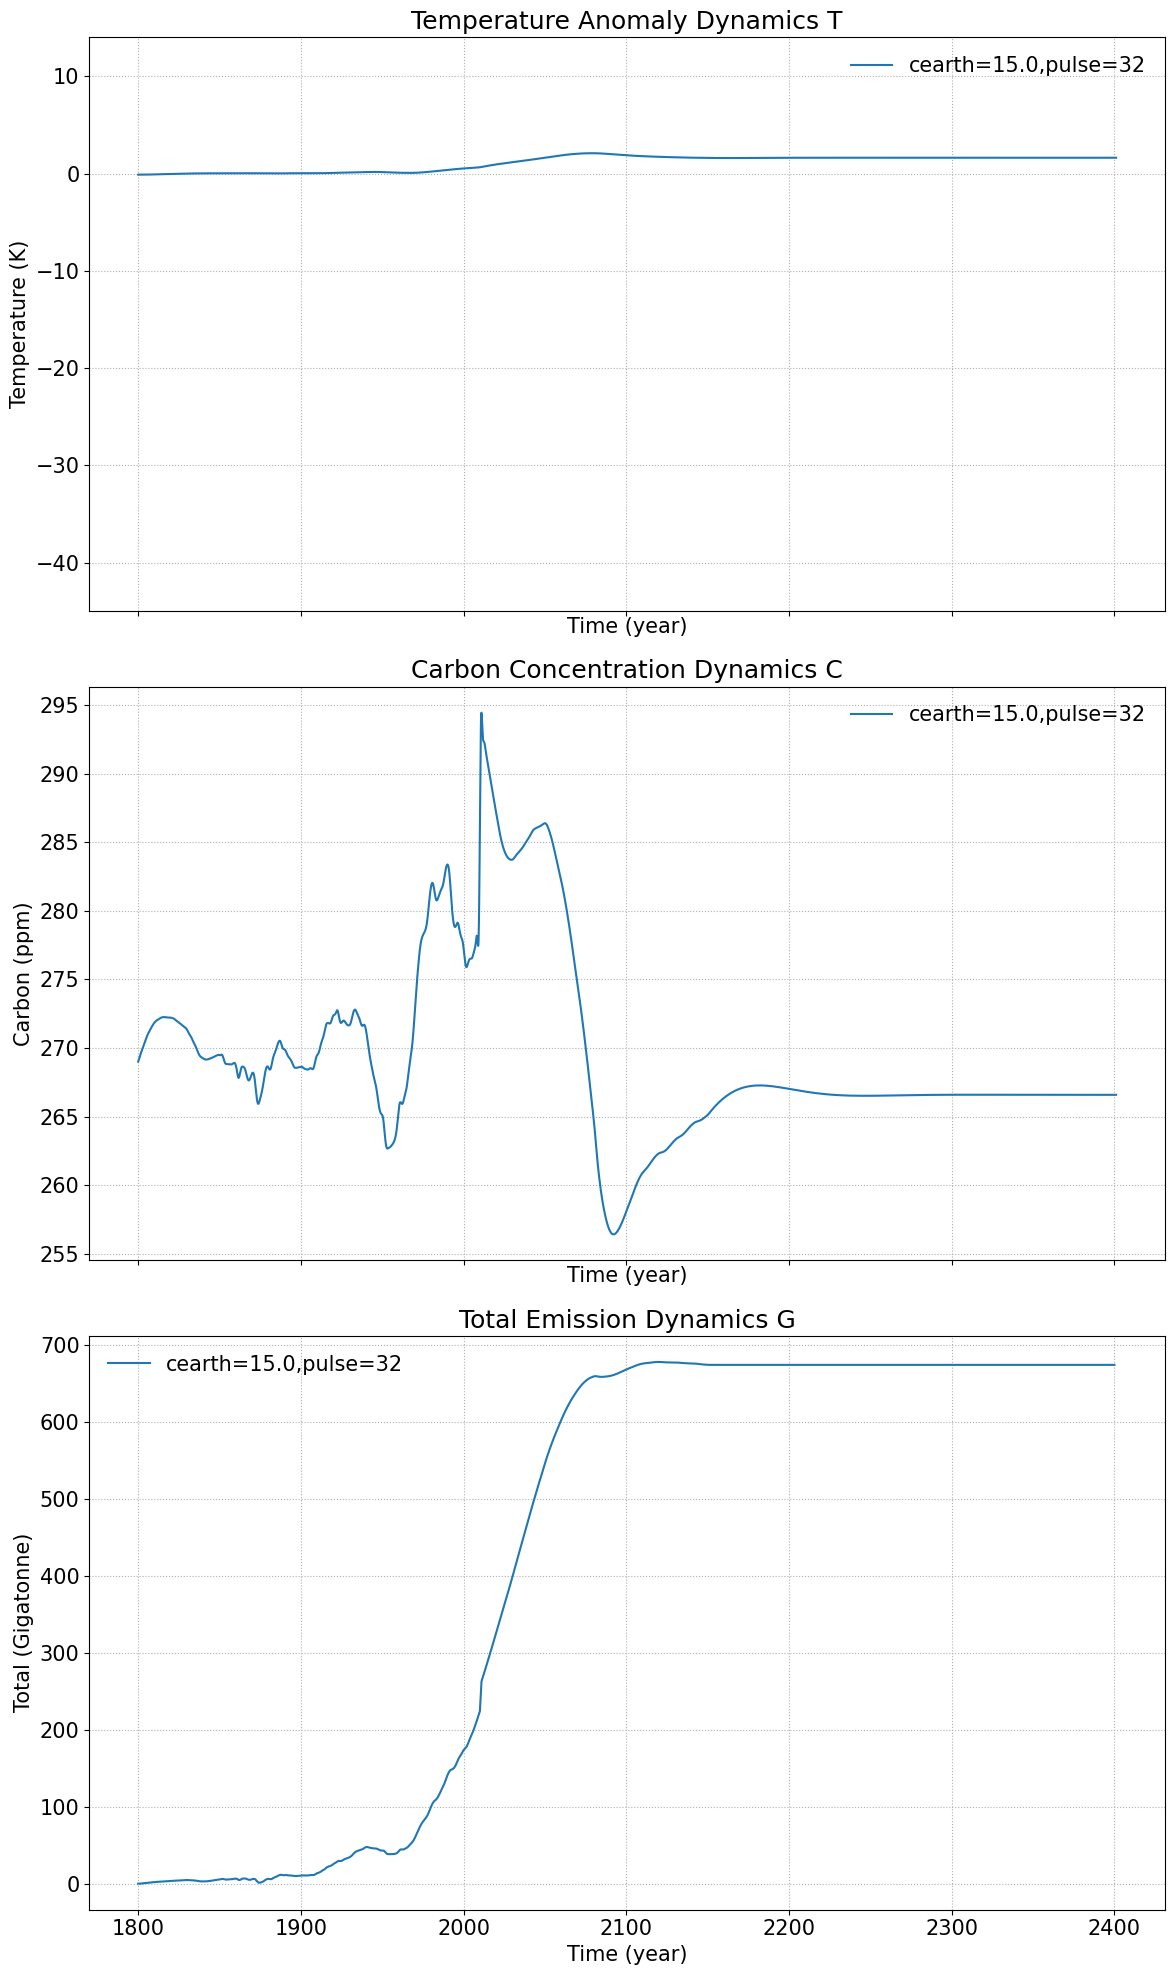 Temperature Anomaly Dynamics T
cearth=15.0,pulse=32
10
0
−10
−20
−30
−40
Temperature (K)
Time (year)
Carbon Concentration Dynamics C
cearth=15.0,pulse=32
295
290
285
280
275
270
265
260
255
Carbon (ppm)
Time (year)
Total Emission Dynamics G
cearth=15.0,pulse=32
700
600
500
400
300
200
100
0
Total (Gigatonne)
1800 1900 2000 2100 2200 2300 2400
Time (year)